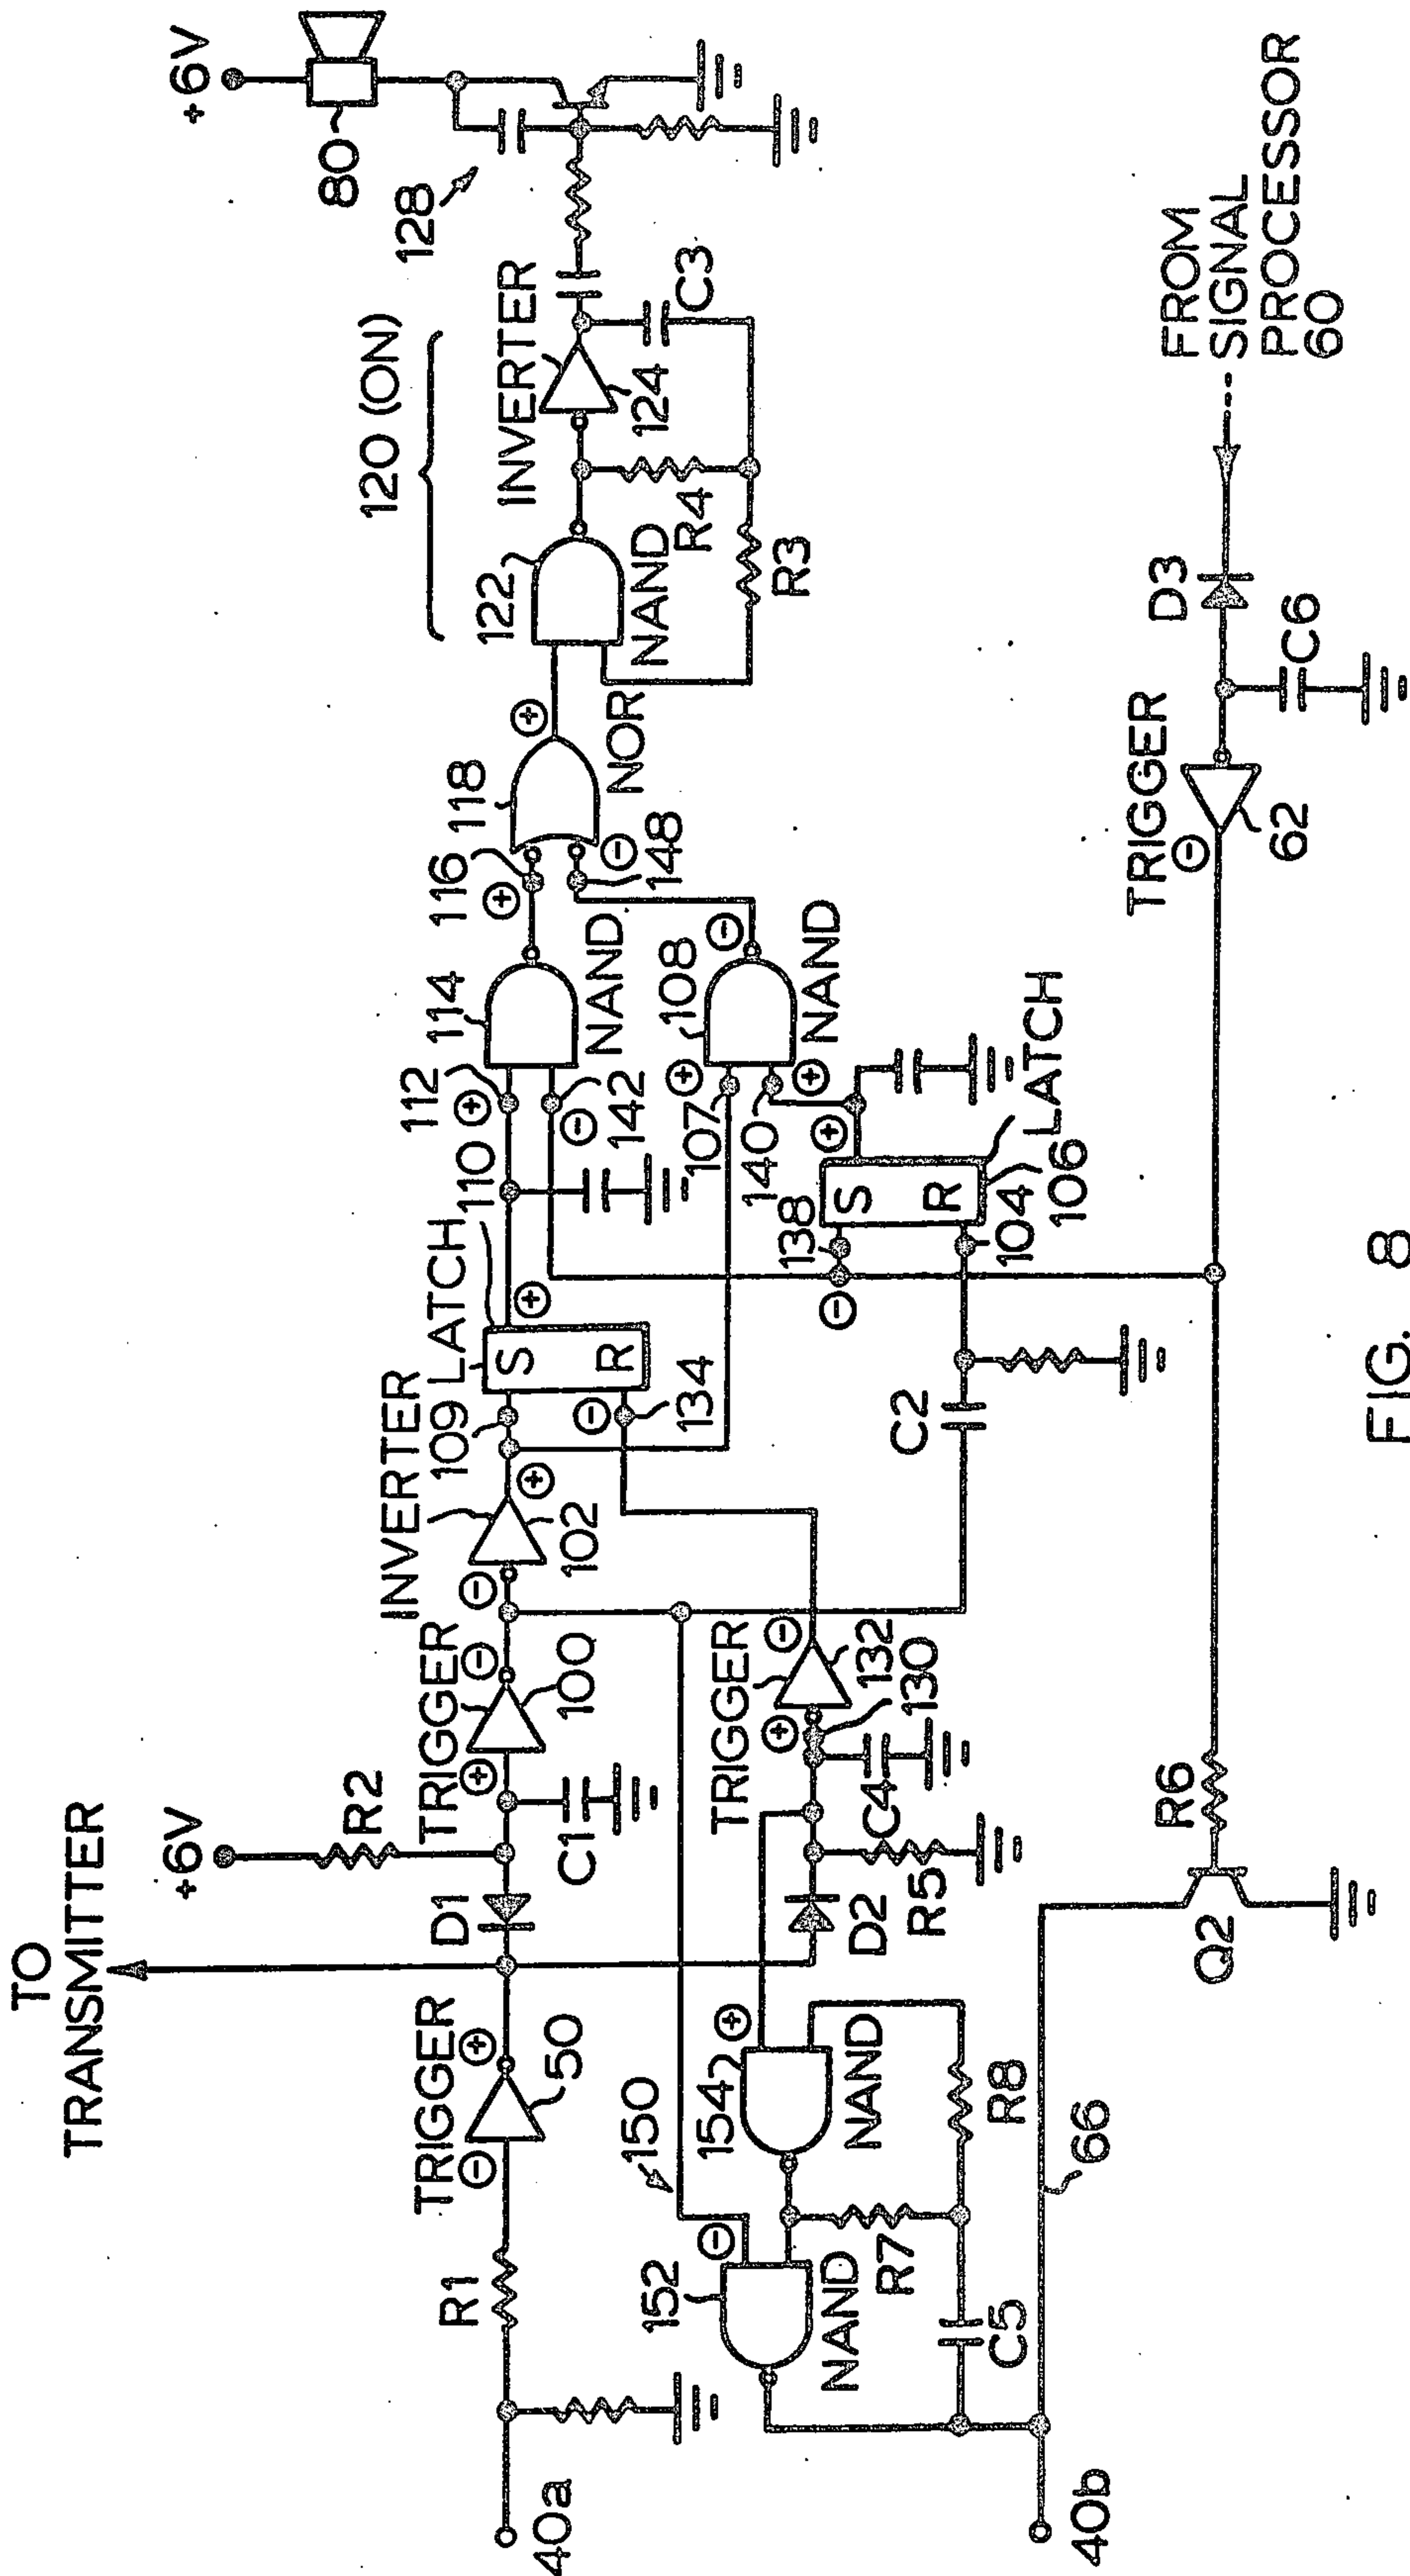 TO
TRANSMITTER
+6V
R2
+6V
80
128
120 (ON)
INVERTER
C3
124
122
NAND
R4
R3
118
NOR
116
148
114
NAND
112
110
142
108
NAND
107
140
LATCH
106
104
138
S
R
LATCH
109
S
R
134
INVERTER
102
C2
TRIGGER
100
C1
D1
TRIGGER
132
130
C4
R5
D2
TRIGGER
50
R1
40a
150
154
NAND
152
NAND
R7
R8
C5
66
40b
Q2
R6
TRIGGER
62
C6
D3
FROM
SIGNAL
PROCESSOR
60
FIG. 8